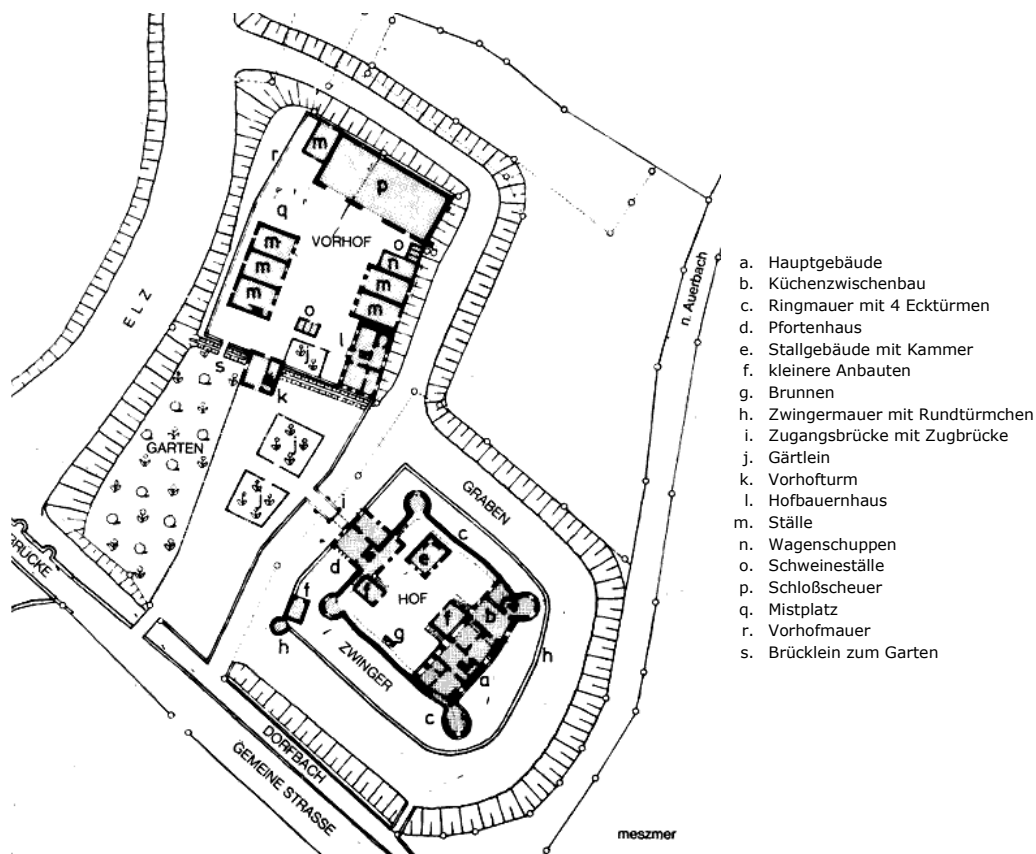 m
r
p
q
VORHOF
o
n
m
m
m
m
m
ELZ
o
l
j
s
k
n. Auerbach
GARTEN
j
j
GRABEN
i
c
d
e
f
f
HOF
f
b
BRÜCKE
g
h
ZWINGER
h
a
c
DORFBACH
GEMEINE STRASSE
meszmer
a. Hauptgebäude
b. Küchenzwischenbau
c. Ringmauer mit 4 Ecktürmen
d. Pfortenhaus
e. Stallgebäude mit Kammer
f. kleinere Anbauten
g. Brunnen
h. Zwingermauer mit Rundtürmchen
i. Zugangsbrücke mit Zugbrücke
j. Gärtlein
k. Vorhofturm
l. Hofbauernhaus
m. Ställe
n. Wagenschuppen
o. Schweineställe
p. Schloßscheuer
q. Mistplatz
r. Vorhofmauer
s. Brücklein zum Garten